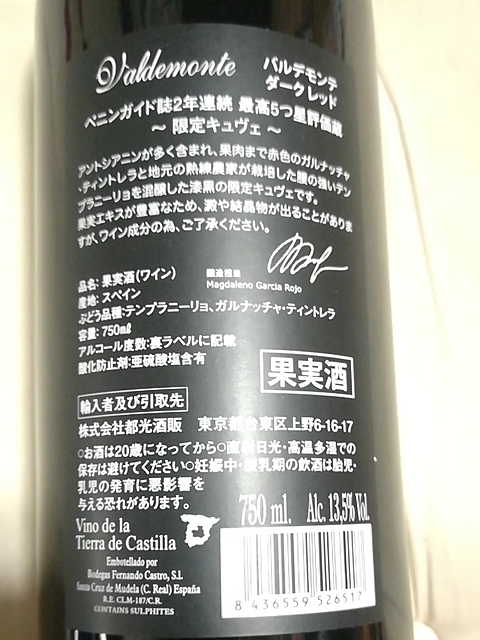 Valdemonte
バルデモンテ
ダークレッド
ペニンガイド誌2年連続 最高5つ星評価蔵
～ 限定キュヴェ ～
アントシアニンが多く含まれ、果肉まで赤色のガルナッチャ
・ティントレラと地元の熟練農家が栽培した腰の強いテン
プラニーリョを混醸した漆黒の限定キュヴェです。
果実エキスが豊富なため、澱や結晶物が出ることがありま
すが、ワイン成分の為、ご了承ください。
醸造担当
Magdaleno Garcia Rojo
品名：果実酒（ワイン）
産地：スペイン
ぶどう品種：テンプラニーリョ、ガルナッチャ・ティントレラ
容量：750mℓ
アルコール度数：裏ラベルに記載
酸化防止剤：亜硫酸塩含有
果実酒
輸入者及び引取先
株式会社都光酒販 東京都台東区上野6-16-17
○お酒は20歳になってから○直射日光・高温多湿での
保存は避けてください○妊娠中・授乳期の飲酒は胎児・
乳児の発育に悪影響を
与える恐れがあります。
750 ml. Alc. 13,5% Vol.
Vino de la
Tierra de Castilla
Embotellado por
Bodegas Fernando Castro, S.L
Santa Cruz de Mudela (C. Real) España
R.E. CLM-187/C.R.
CONTAINS SULPHITES
8 436559 526517